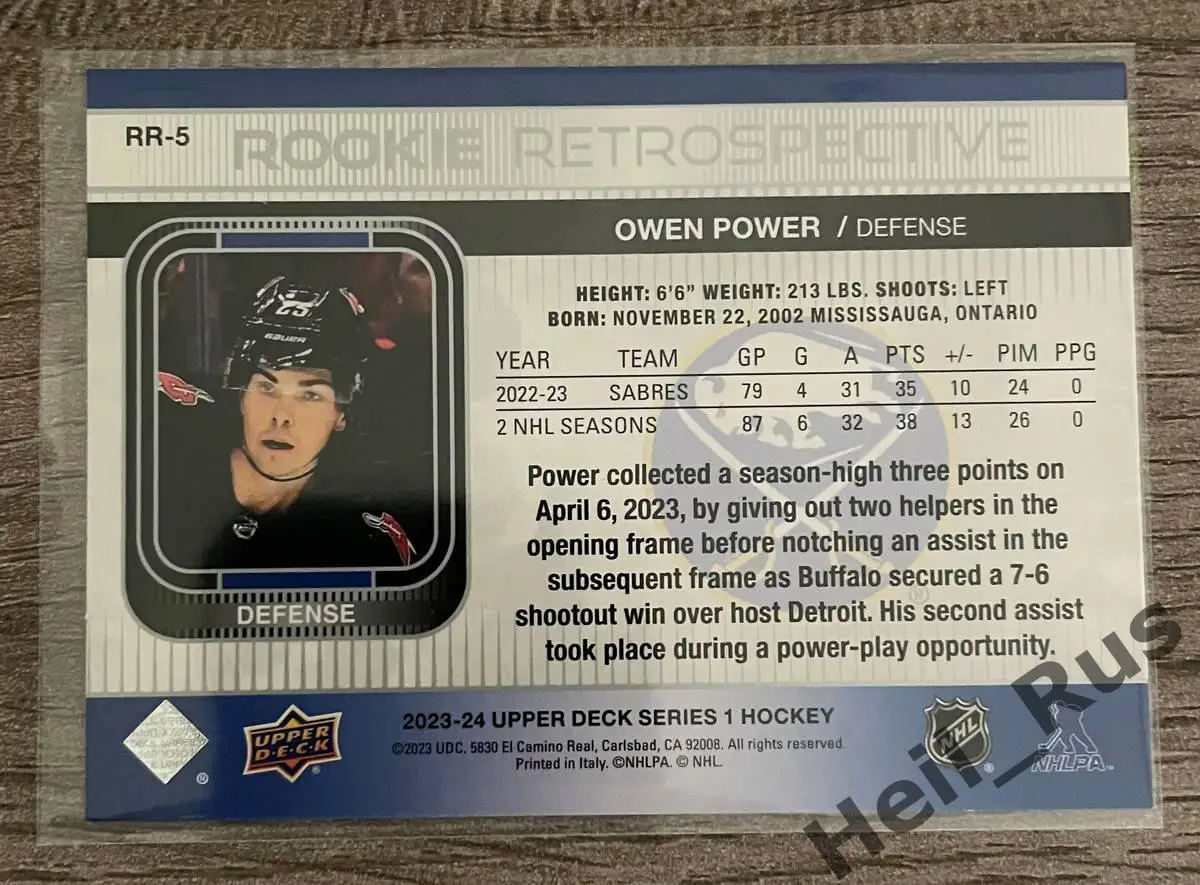 RR-5
ROOKIE RETROSPECTIVE
OWEN POWER / DEFENSE
HEIGHT: 6'6" WEIGHT: 213 LBS. SHOOTS: LEFT
BORN: NOVEMBER 22, 2002 MISSISSAUGA, ONTARIO
YEAR TEAM GP G A PTS +/- PIM PPG
2022-23 SABRES 79 4 31 35 10 24 0
2 NHL SEASONS 87 6 32 38 13 26 0
25
BAUER
Power collected a season-high three points on
April 6, 2023, by giving out two helpers in the
opening frame before notching an assist in the
subsequent frame as Buffalo secured a 7-6
shootout win over host Detroit. His second assist
took place during a power-play opportunity.
DEFENSE
UPPER
DECK
®
2023-24 UPPER DECK SERIES 1 HOCKEY
©2023 UDC. 5830 El Camino Real, Carlsbad, CA 92008. All rights reserved.
Printed in Italy. ©NHLPA. © NHL.
NHL
®
NHLPA™
Heil_Rus